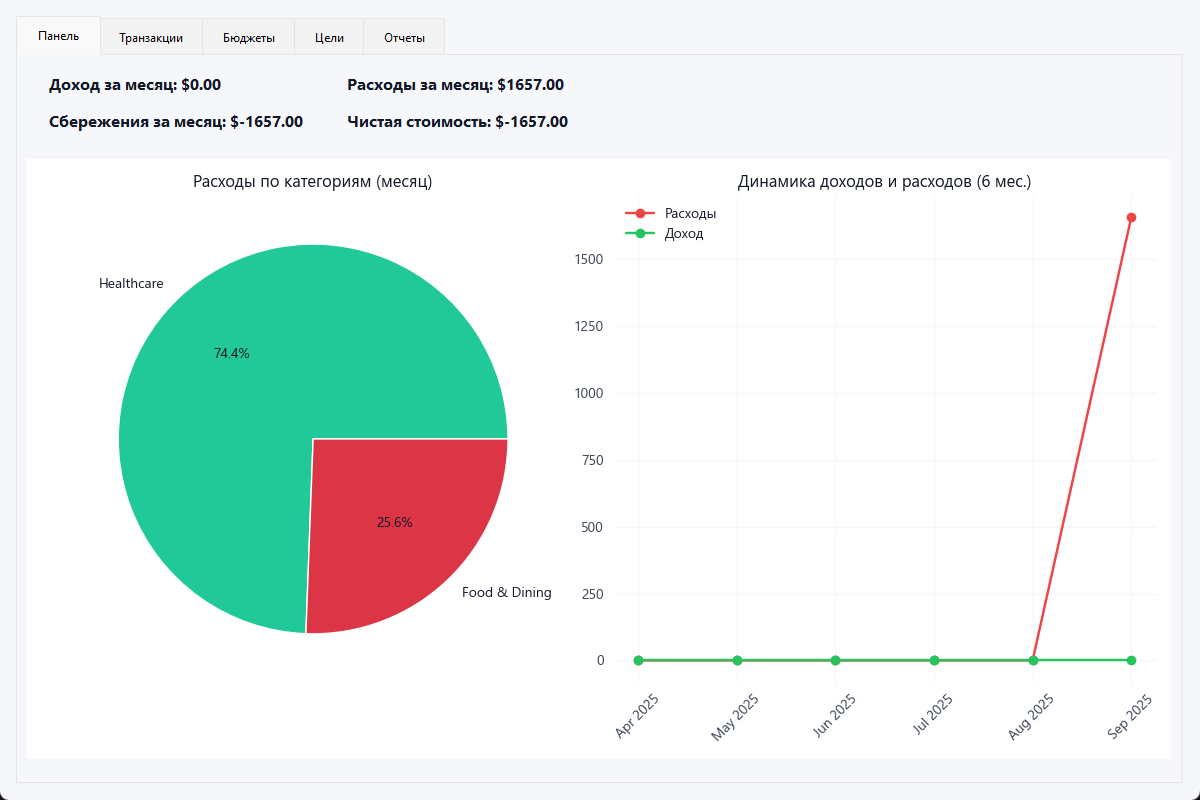 Панель Транзакции Бюджеты Цели Отчеты
Доход за месяц: $0.00 Расходы за месяц: $1657.00
Сбережения за месяц: $-1657.00 Чистая стоимость: $-1657.00
Расходы по категориям (месяц)
Healthcare
74.4%
25.6%
Food & Dining
Динамика доходов и расходов (6 мес.)
Расходы
Доход
1500
1250
1000
750
500
250
0
Apr 2025 May 2025 Jun 2025 Jul 2025 Aug 2025 Sep 2025